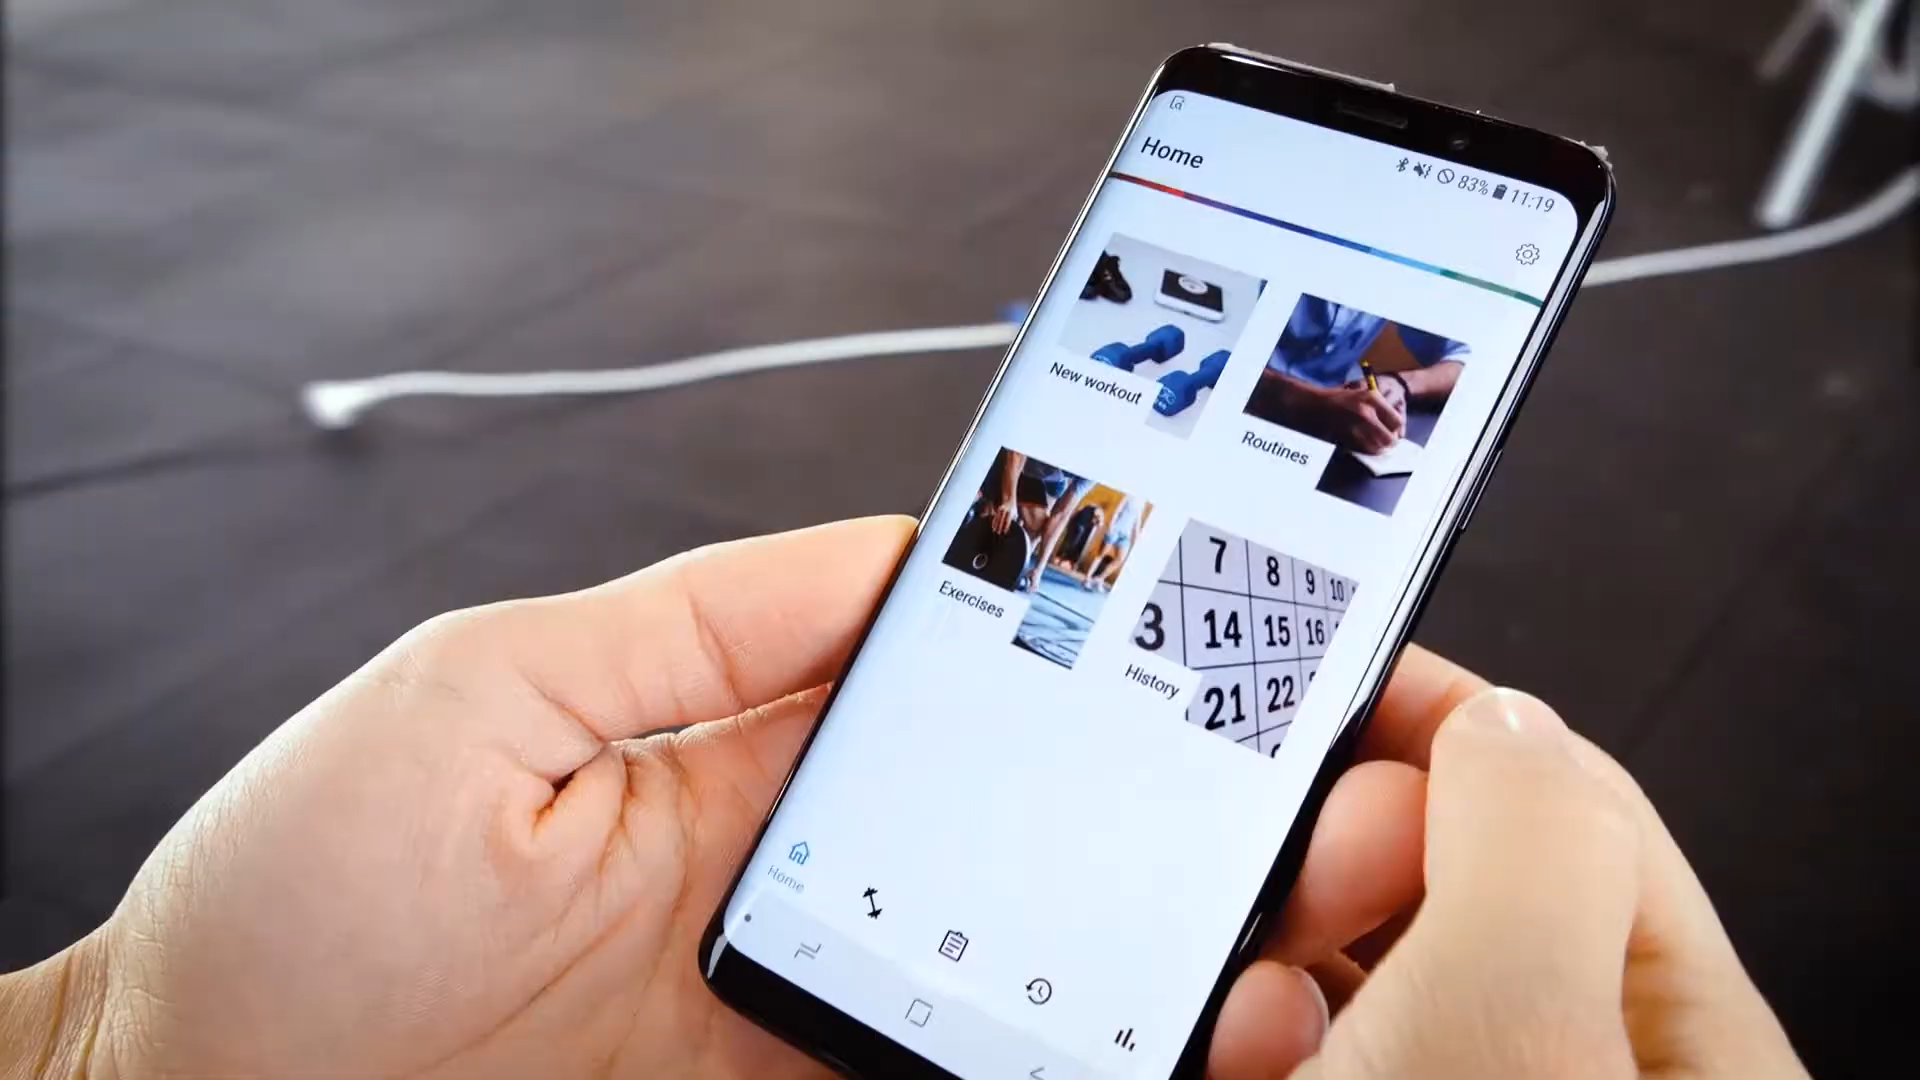 83% 11:19
Home
New workout
Routines
Exercises
History
7 8 9 10
3 14 15 16
21 22
Home